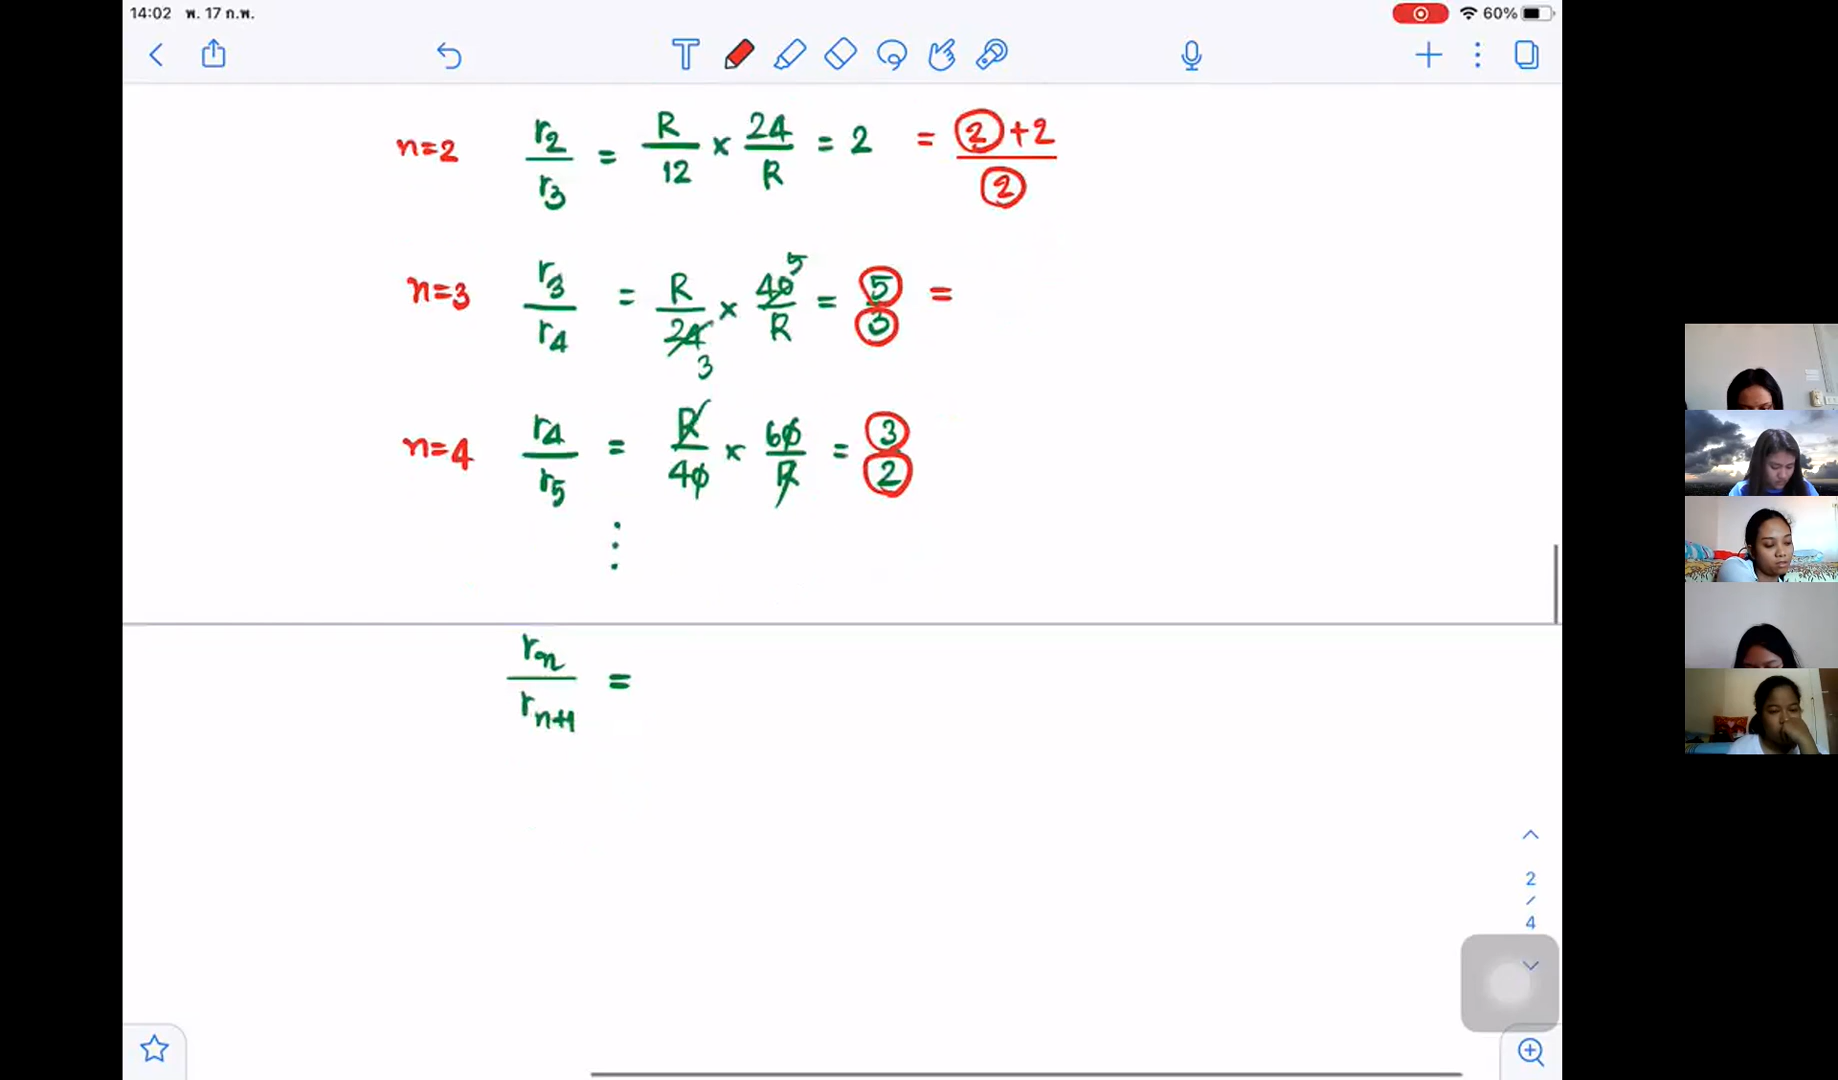 14:02 พ. 17 ก.พ.
60%
n=2 r2/r3 = R/12 × 24/R = 2 = 2+2/2
n=3 r3/r4 = R/24 3 × 40 5/R = 5/3 =
n=4 r4/r5 = R/40 × 60/R = 3/2
⋮
rn/rn+1 =
2
/
4